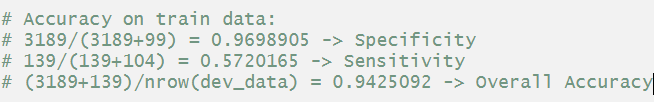 # Accuracy on train data:
# 3189/(3189+99) = 0.9698905 -> Specificity
# 139/(139+104) = 0.5720165 -> Sensitivity
# (3189+139)/nrow(dev_data) = 0.9425092 -> Overall Accuracy